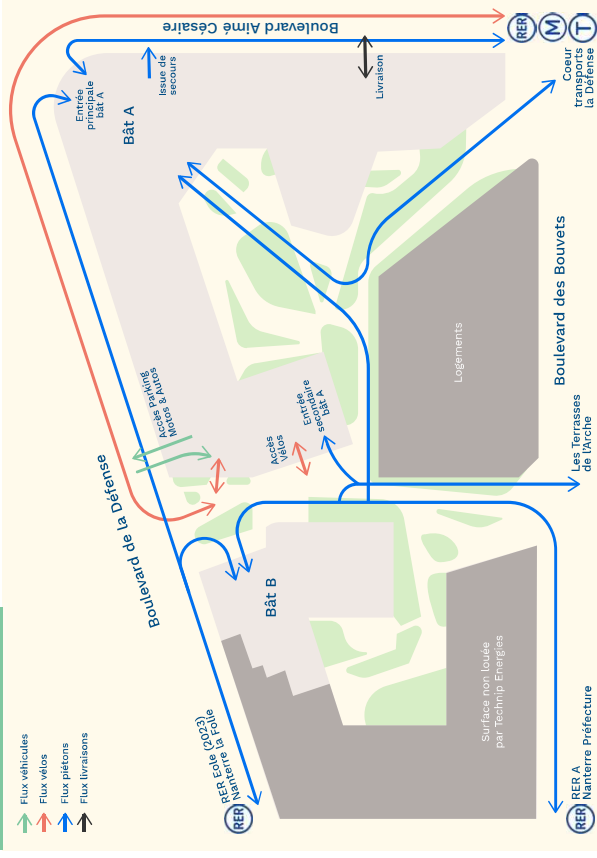 Boulevard Aimé Césaire
RER
M
T
Coeur
transports
la Défense
Issue de
secours
Livraison
Entrée
principale
bât A
Bât A
Accès Parking
Motos & Autos
Boulevard de la Défense
Accès
vélos
Entrée
secondaire
bât A
Logements
Boulevard des Bouvets
Les Terrasses
de l'Arche
Bât B
Surface non louée
par Technip Energies
RER Eole (2023)
Nanterre la Folie
RER
RER A
Nanterre Préfecture
RER
Flux véhicules
Flux vélos
Flux piétons
Flux livraisons